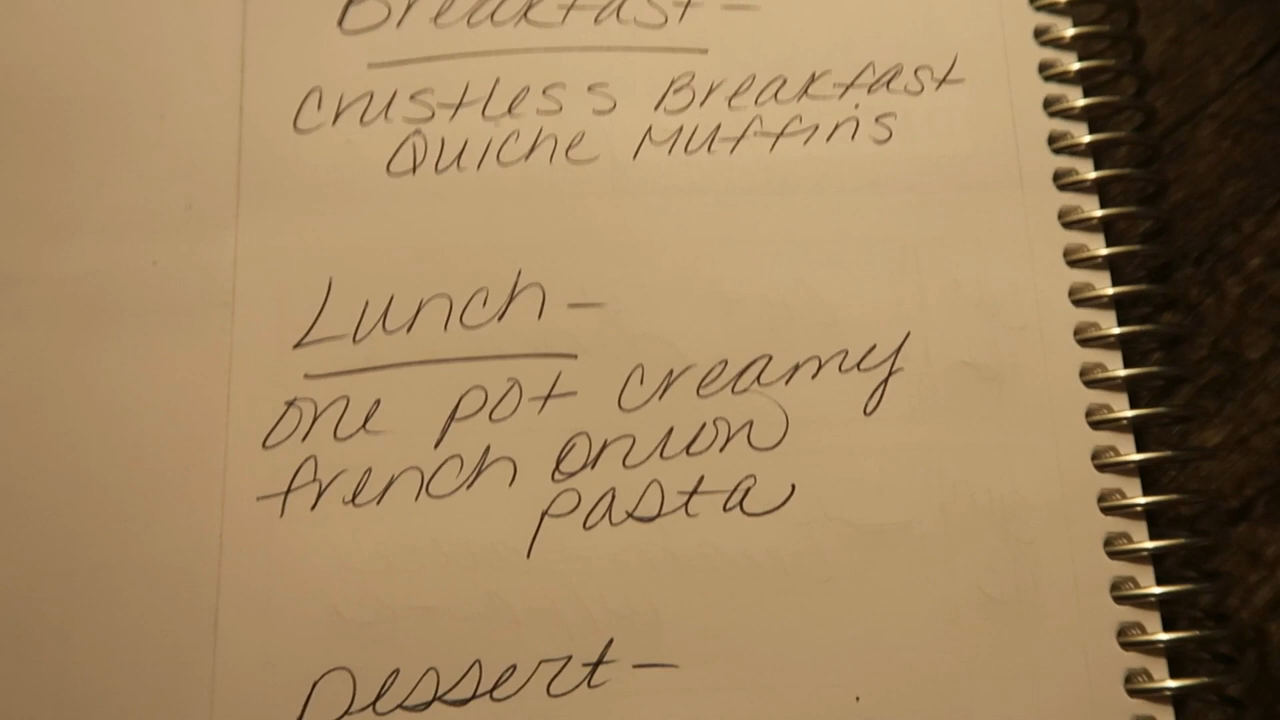 Breakfast-
Crustless Breakfast
Quiche Muffins
Lunch-
one pot creamy
french onion
pasta
Dessert-